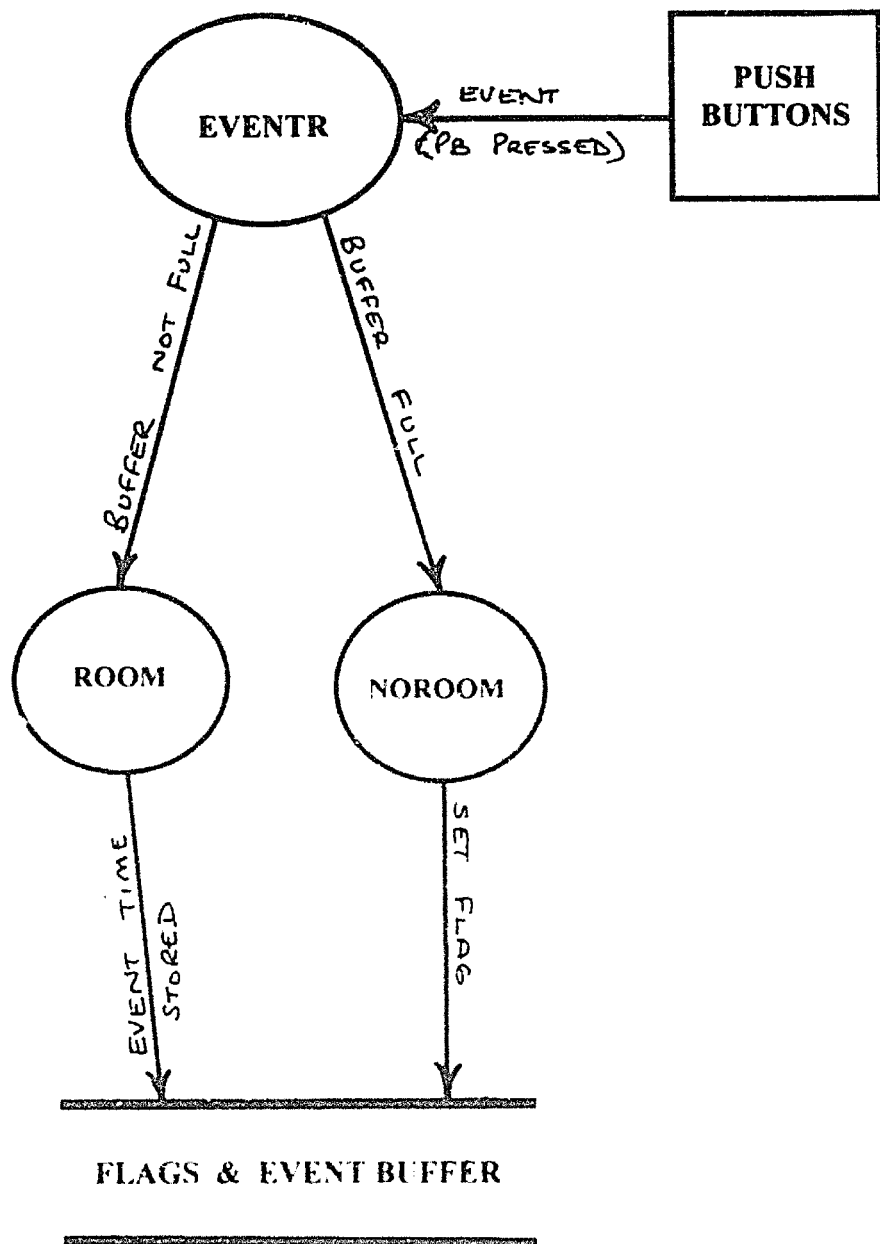 PUSH
BUTTONS
EVENT
(PB PRESSED)
EVENTR
BUFFER NOT FULL
BUFFER FULL
ROOM
NOROOM
EVENT TIME
STORED
SET FLAG
FLAGS & EVENT BUFFER